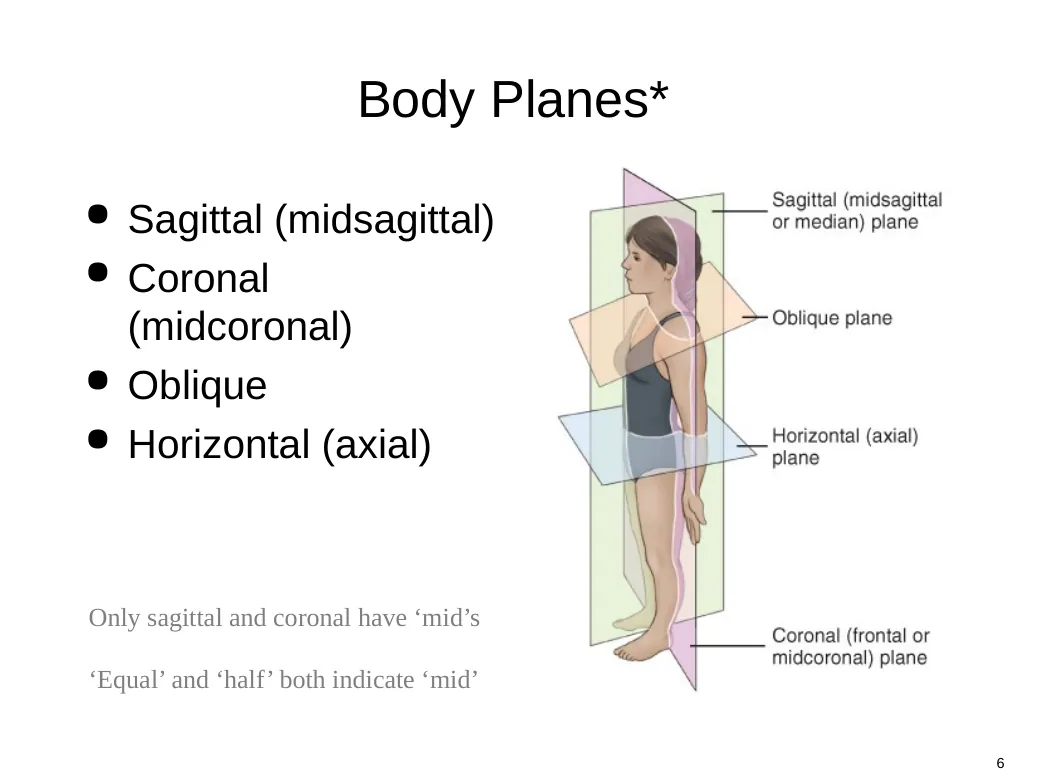 Body Planes*
• Sagittal (midsagittal)
• Coronal
(midcoronal)
• Oblique
• Horizontal (axial)
Only sagittal and coronal have ‘mid’s
‘Equal’ and ‘half’ both indicate ‘mid’
Sagittal (midsagittal
or median) plane
Oblique plane
Horizontal (axial)
plane
Coronal (frontal or
midcoronal) plane
6